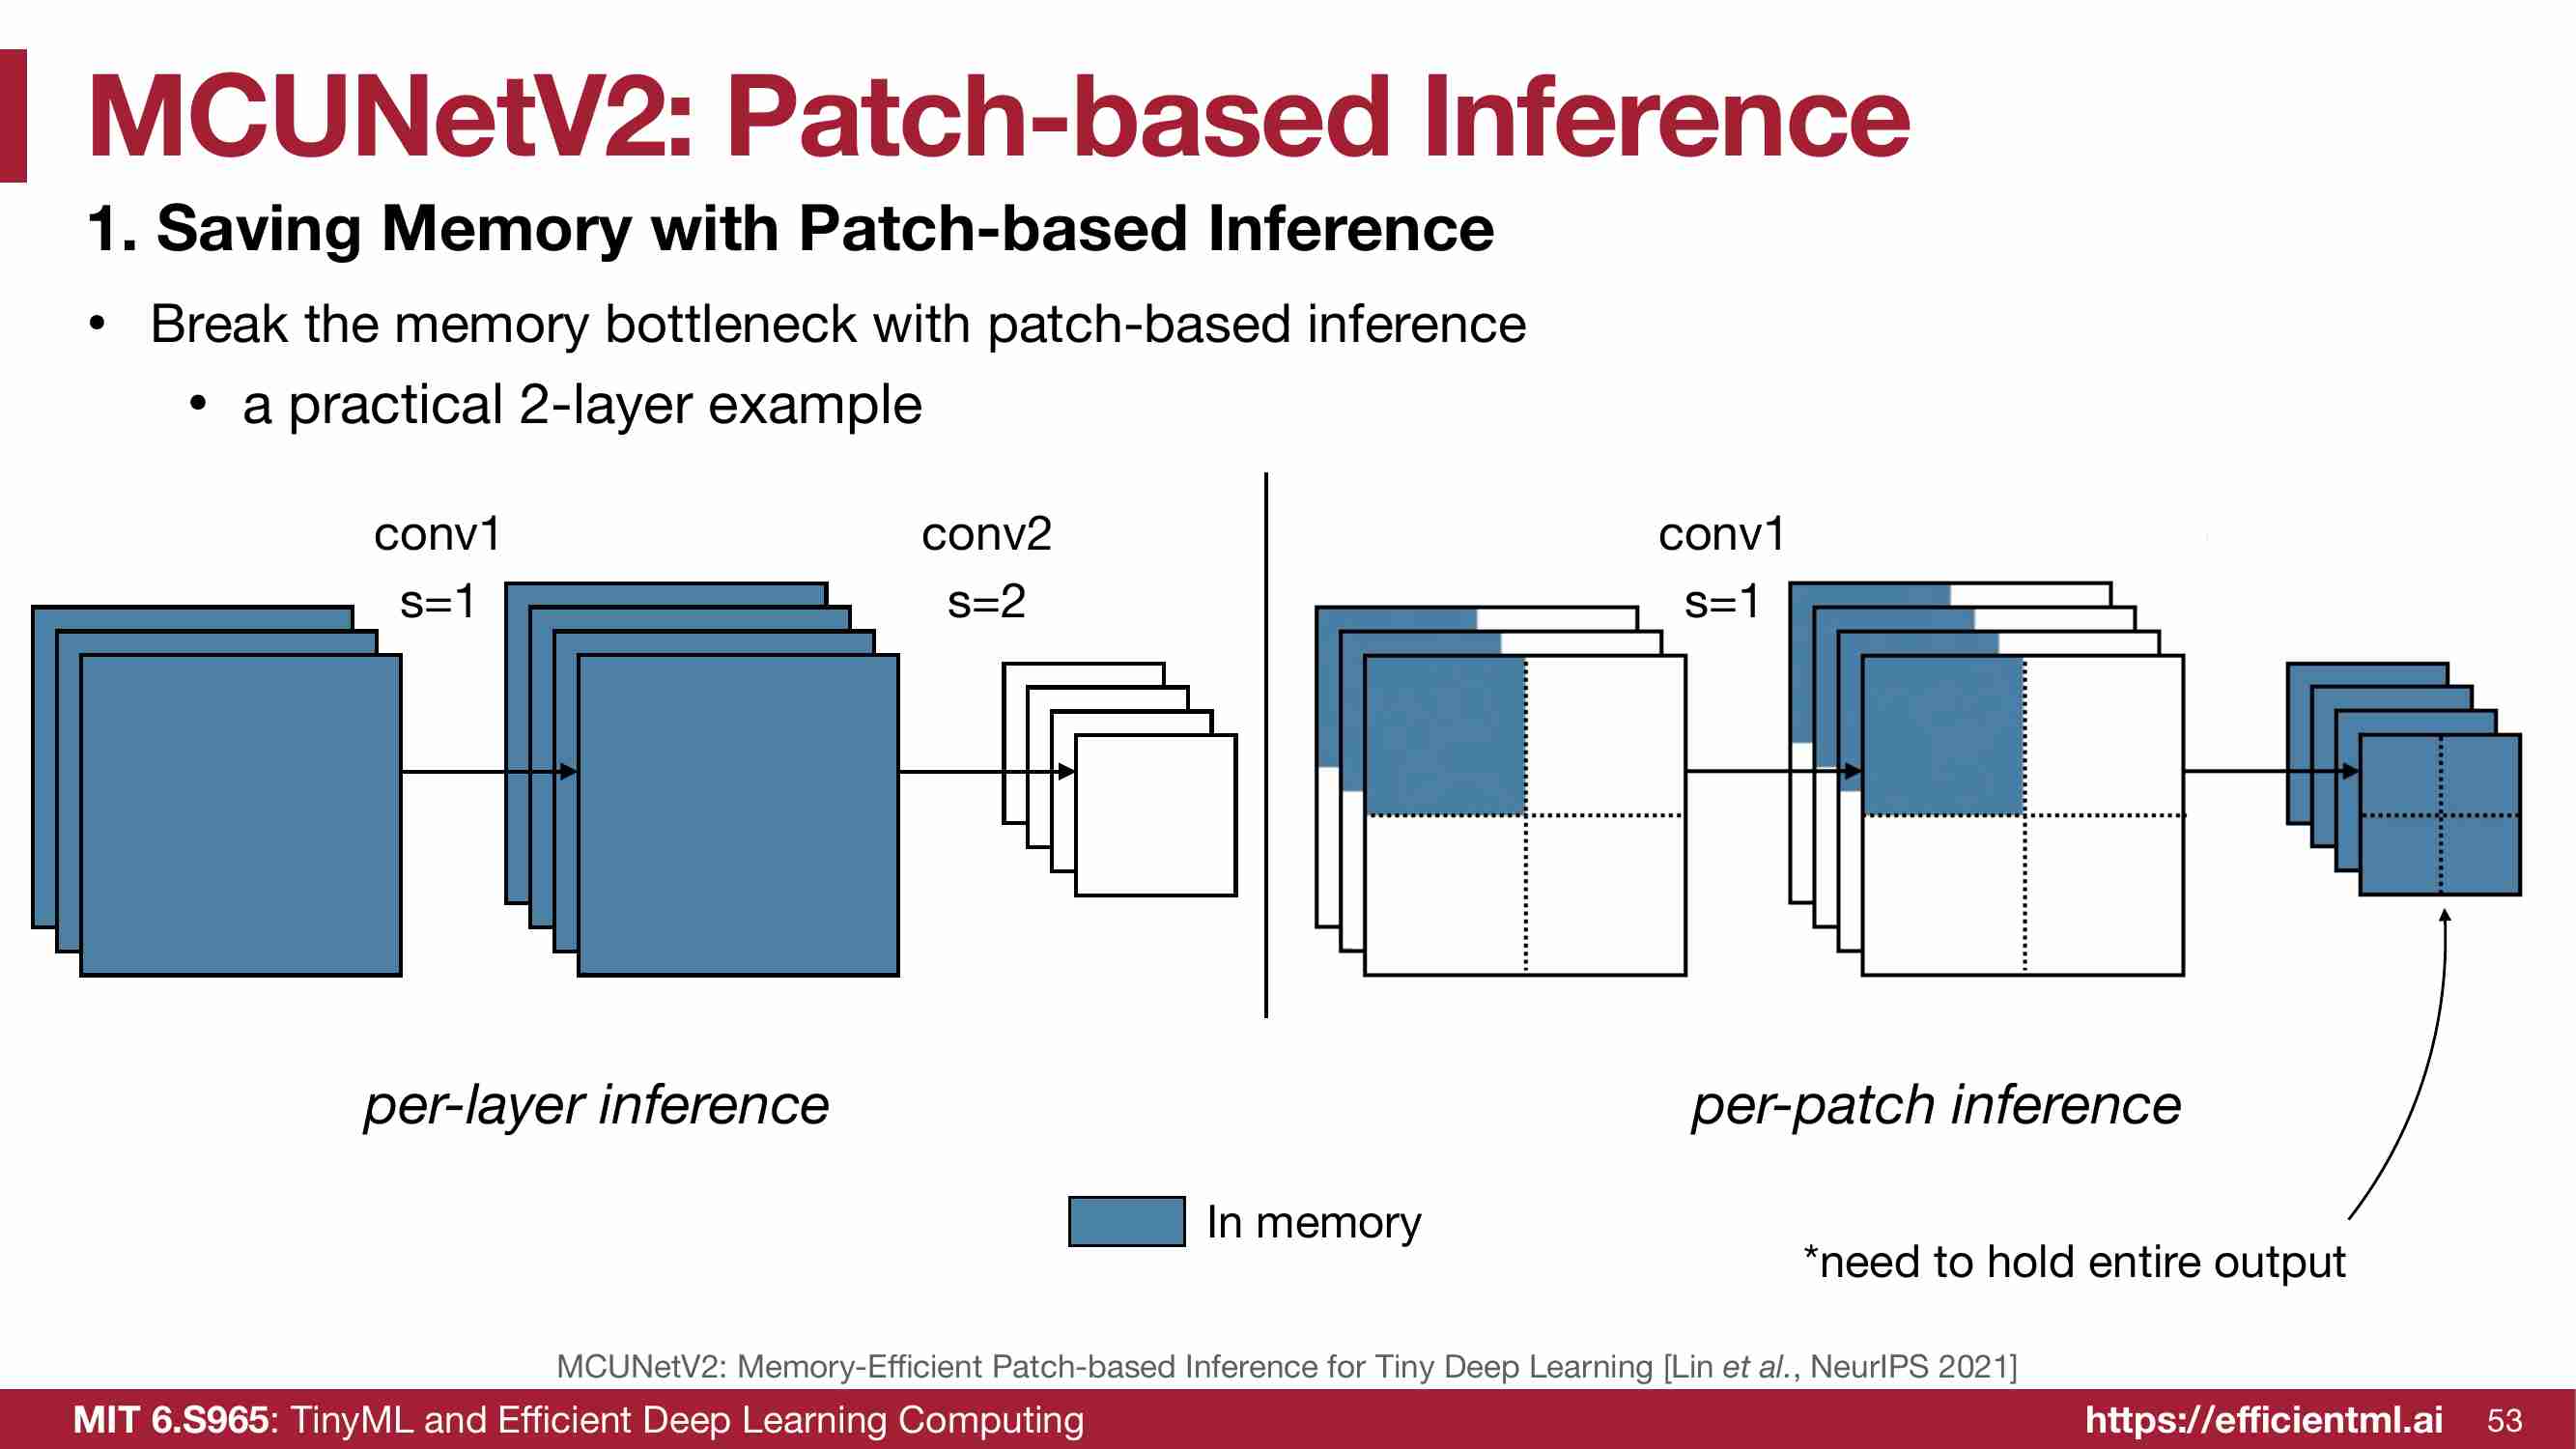 MCUNetV2: Patch-based Inference
1. Saving Memory with Patch-based Inference
• Break the memory bottleneck with patch-based inference
• a practical 2-layer example
conv1
s=1
conv2
s=2
conv1
s=1
per-layer inference
per-patch inference
In memory
*need to hold entire output
MCUNetV2: Memory-Efficient Patch-based Inference for Tiny Deep Learning [Lin et al., NeurIPS 2021]
MIT 6.S965: TinyML and Efficient Deep Learning Computing
https://efficientml.ai
53